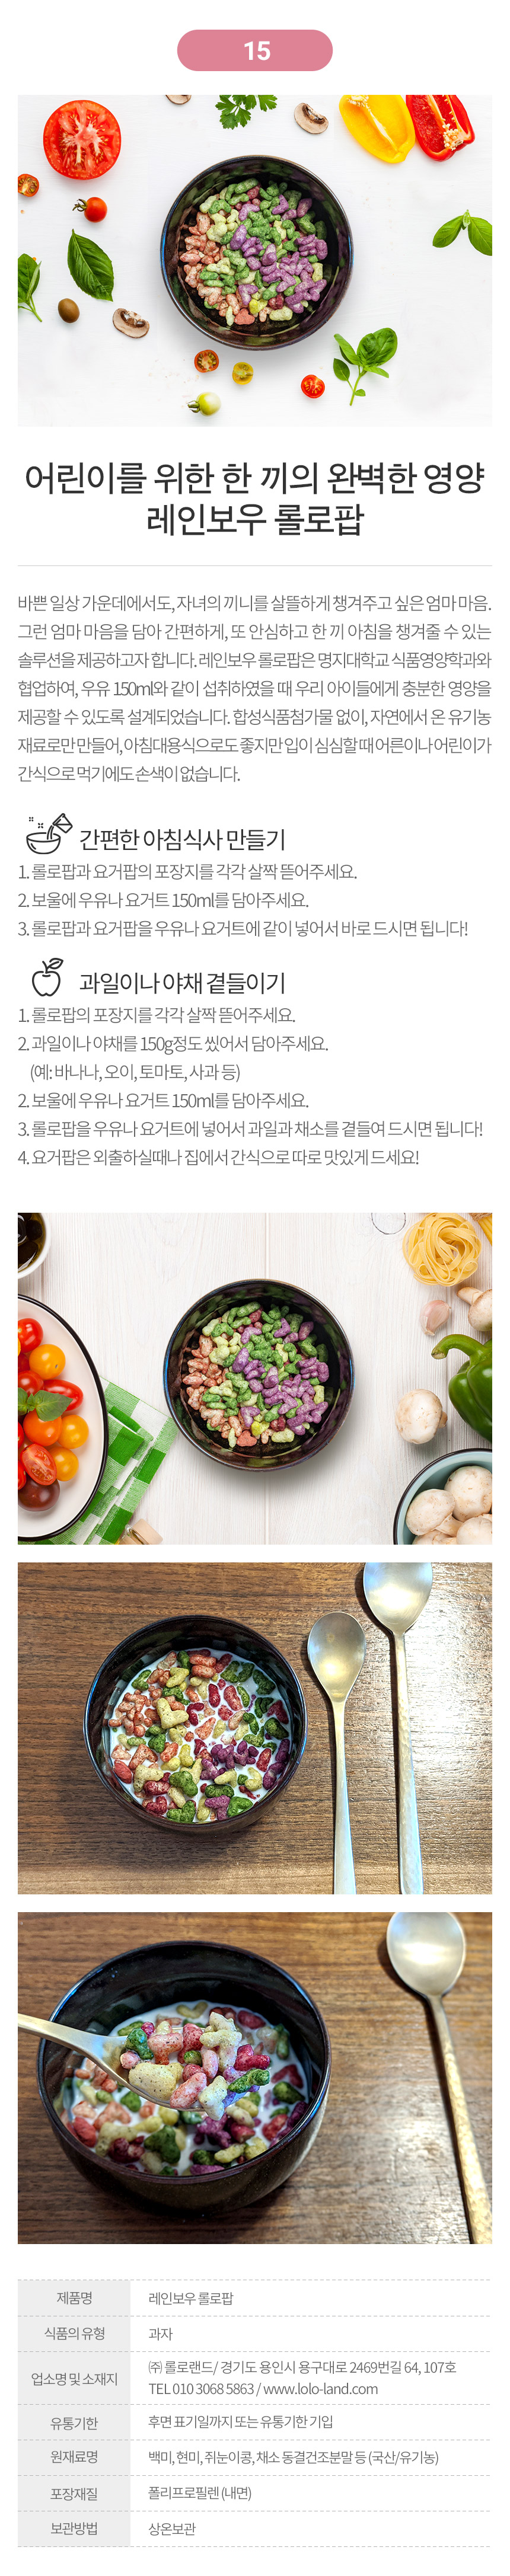 15
어린이를 위한 한 끼의 완벽한 영양
레인보우 롤로팝
바쁜 일상 가운데에서도, 자녀의 끼니를 살뜰하게 챙겨주고 싶은 엄마 마음.
그런 엄마 마음을 담아 간편하게, 또 안심하고 한 끼 아침을 챙겨줄 수 있는
솔루션을 제공하고자 합니다. 레인보우 롤로팝은 명지대학교 식품영양학과와
협업하여, 우유 150ml와 같이 섭취하였을 때 우리 아이들에게 충분한 영양을
제공할 수 있도록 설계되었습니다. 합성식품첨가물 없이, 자연에서 온 유기농
재료로만 만들어, 아침대용식으로도 좋지만 입이 심심할 때 어른이나 어린이가
간식으로 먹기에도 손색이 없습니다.
간편한 아침식사 만들기
1. 롤로팝과 요거팝의 포장지를 각각 살짝 뜯어주세요.
2. 보울에 우유나 요거트 150ml를 담아주세요.
3. 롤로팝과 요거팝을 우유나 요거트에 같이 넣어서 바로 드시면 됩니다!
과일이나 야채 곁들이기
1. 롤로팝의 포장지를 각각 살짝 뜯어주세요.
2. 과일이나 야채를 150g정도 씼어서 담아주세요.
(예: 바나나, 오이, 토마토, 사과 등)
2. 보울에 우유나 요거트 150ml를 담아주세요.
3. 롤로팝을 우유나 요거트에 넣어서 과일과 채소를 곁들여 드시면 됩니다!
4. 요거팝은 외출하실때나 집에서 간식으로 따로 맛있게 드세요!
제품명 레인보우 롤로팝
식품의 유형 과자
업소명 및 소재지 ㈜ 롤로랜드/ 경기도 용인시 용구대로 2469번길 64, 107호
TEL 010 3068 5863 / www.lolo-land.com
유통기한 후면 표기일까지 또는 유통기한 기입
원재료명 백미, 현미, 쥐눈이콩, 채소 동결건조분말 등 (국산/유기농)
포장재질 폴리프로필렌 (내면)
보관방법 상온보관